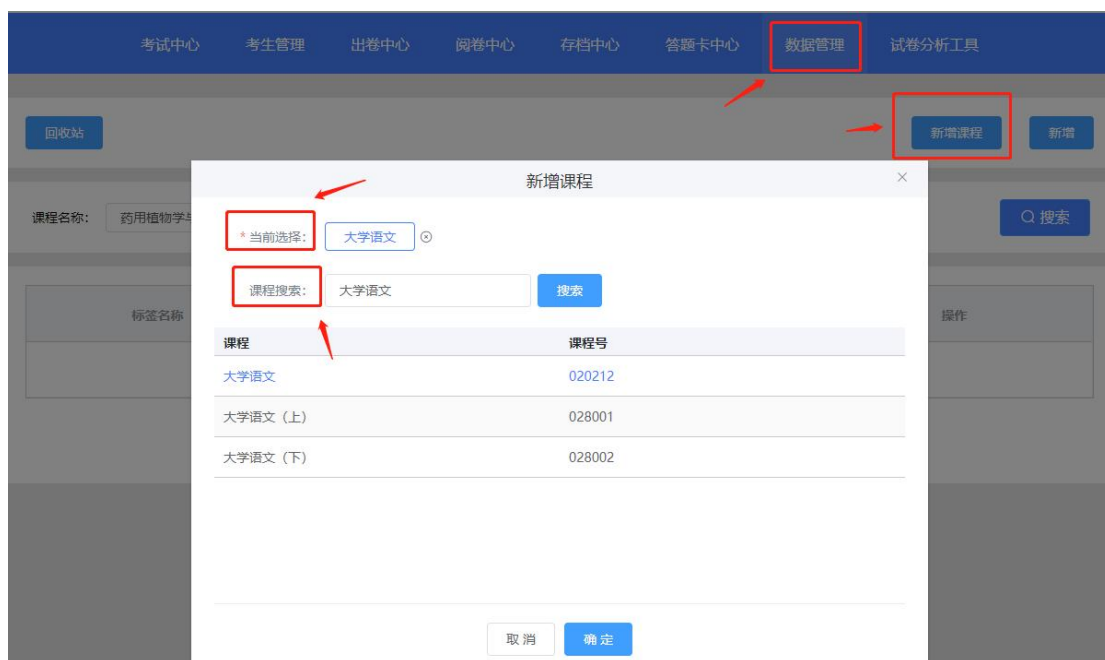 考试中心 考生管理 出卷中心 阅卷中心 存档中心 答题卡中心 数据管理 试卷分析工具
回收站 新增课程 新增
新增课程
课程名称: 药用植物学 搜索
* 当前选择: 大学语文
课程搜索: 大学语文 搜索
标签名称 操作
课程 课程号
大学语文 020212
大学语文（上） 028001
大学语文（下） 028002
取消 确定